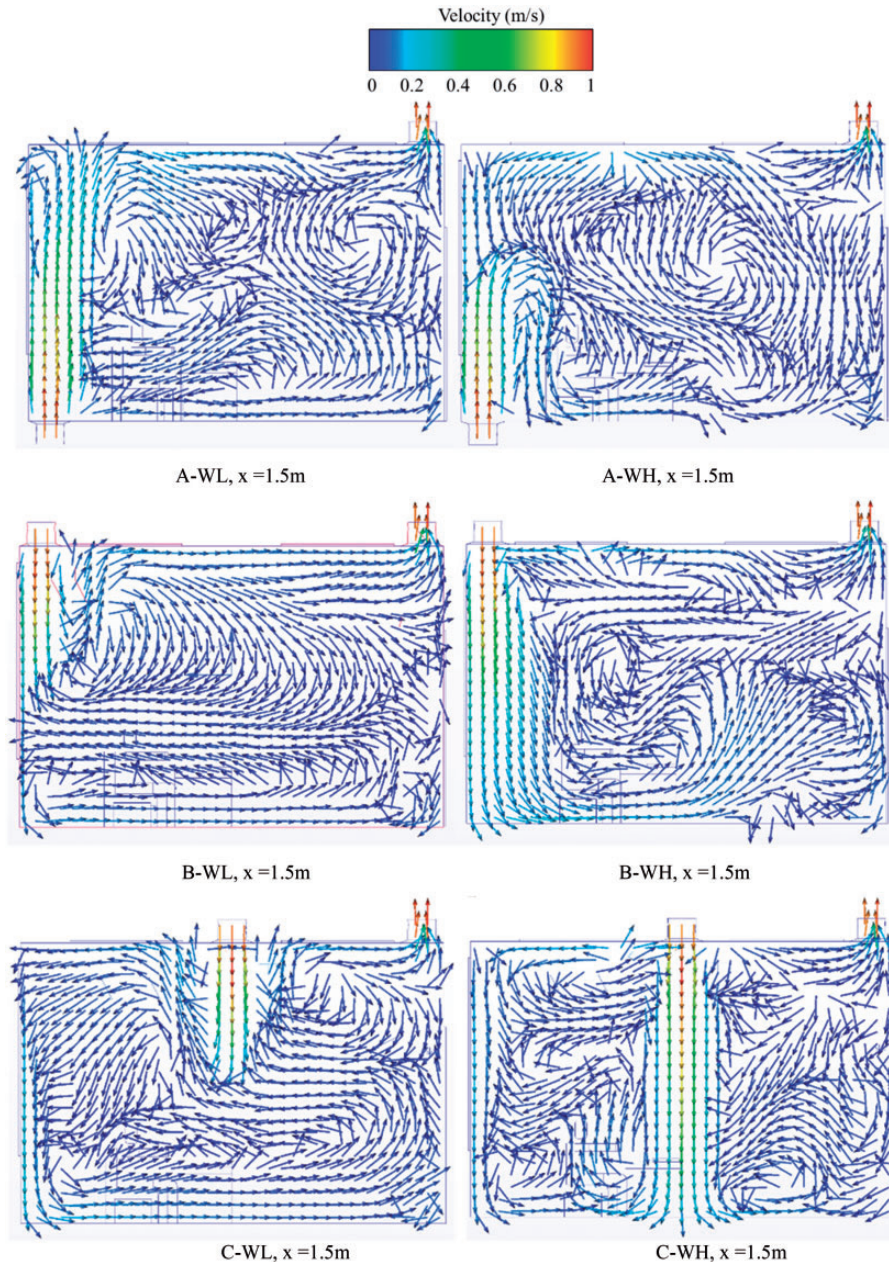 Velocity (m/s)
0 0.2 0.4 0.6 0.8 1
A-WL, x =1.5m
A-WH, x =1.5m
B-WL, x =1.5m
B-WH, x =1.5m
C-WL, x =1.5m
C-WH, x =1.5m